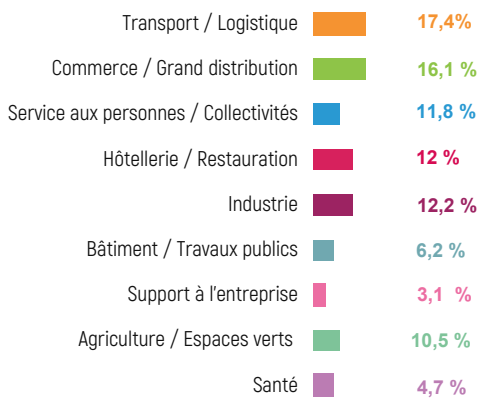 Transport / Logistique 17,4%
Commerce / Grand distribution 16,1 %
Service aux personnes / Collectivités 11,8 %
Hôtellerie / Restauration 12 %
Industrie 12,2 %
Bâtiment / Travaux publics 6,2 %
Support à l'entreprise 3,1 %
Agriculture / Espaces verts 10,5 %
Santé 4,7 %